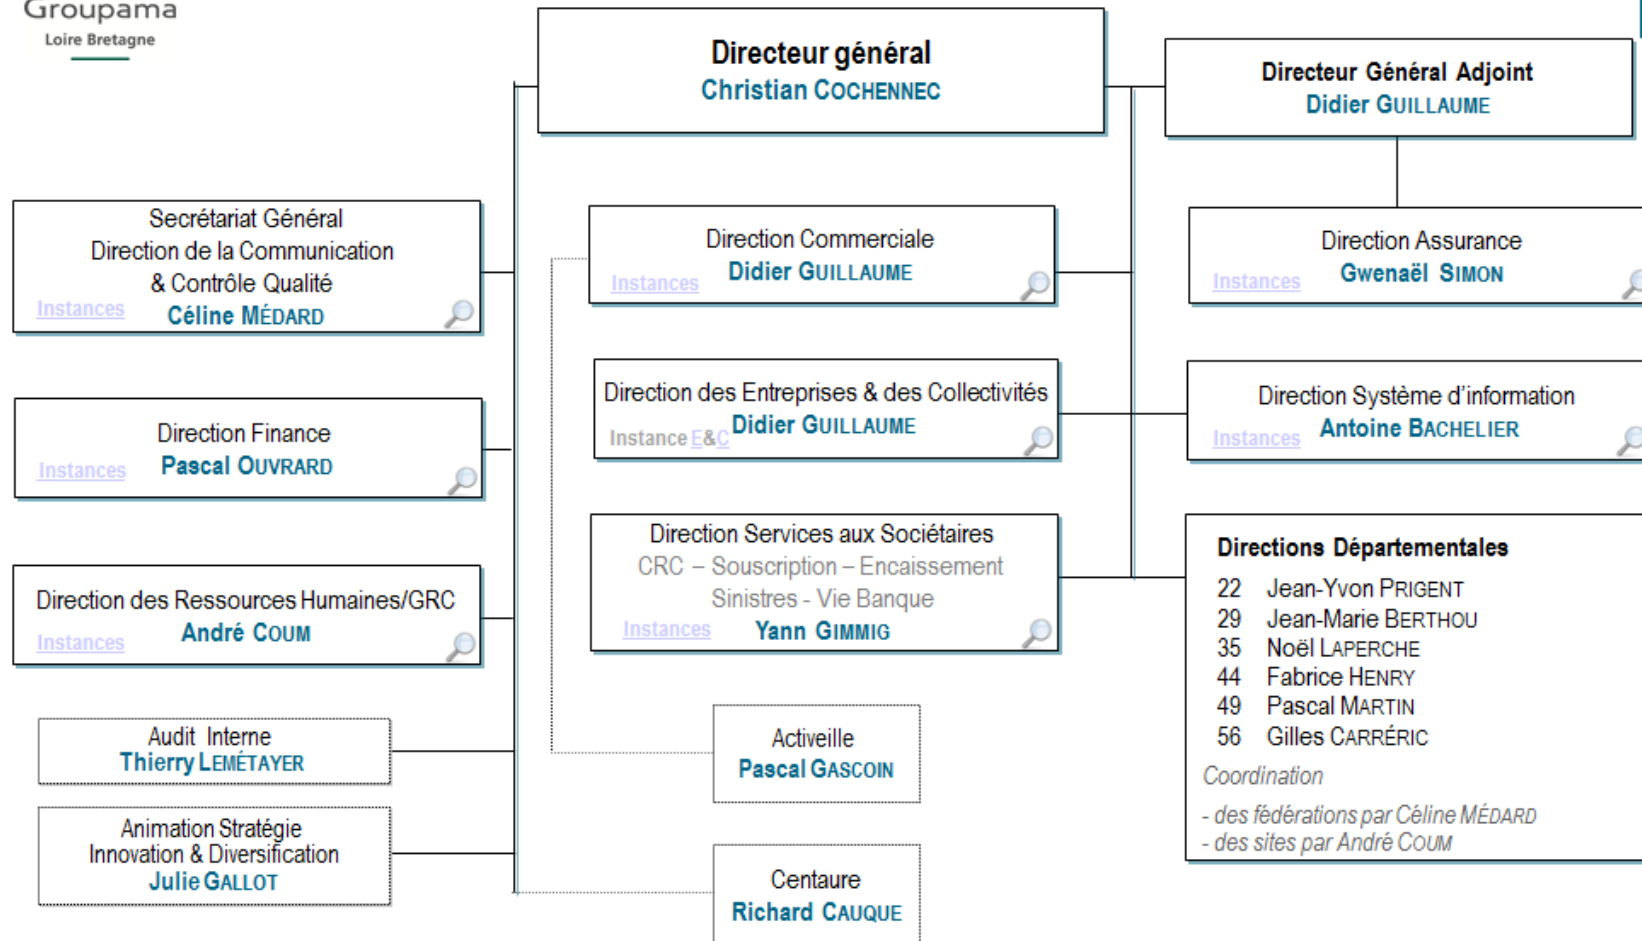 Groupama
Loire Bretagne
Directeur général
Christian COCHENNEC
Directeur Général Adjoint
Didier GUILLAUME
Secrétariat Général
Direction de la Communication
& Contrôle Qualité
Instances Céline MÉDARD
Direction Commerciale
Instances Didier GUILLAUME
Direction Assurance
Instances Gwenaël SIMON
Direction des Entreprises & des Collectivités
Instance E&C Didier GUILLAUME
Direction Système d'information
Instances Antoine BACHELIER
Direction Finance
Instances Pascal OUVRARD
Direction Services aux Sociétaires
CRC – Souscription – Encaissement
Sinistres - Vie Banque
Instances Yann GIMMIG
Directions Départementales
22 Jean-Yvon PRIGENT
29 Jean-Marie BERTHOU
35 Noël LAPERCHE
44 Fabrice HENRY
49 Pascal MARTIN
56 Gilles CARRÉRIC
Coordination
- des fédérations par Céline MÉDARD
- des sites par André COUM
Direction des Ressources Humaines/GRC
Instances André COUM
Audit Interne
Thierry LEMÉTAYER
Activeille
Pascal GASCOIN
Animation Stratégie
Innovation & Diversification
Julie GALLOT
Centaure
Richard CAUQUE